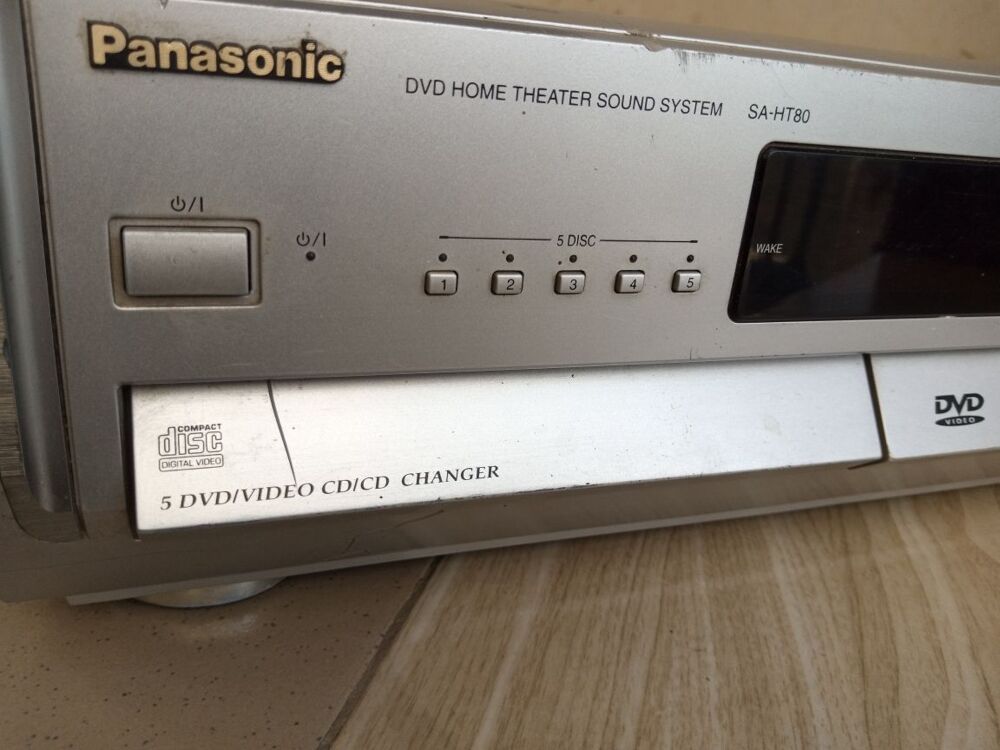 Panasonic
DVD HOME THEATER SOUND SYSTEM SA-HT80
⏻/I
⏻/I
5 DISC
1 2 3 4 5
WAKE
COMPACT
disc
DIGITAL VIDEO
DVD
VIDEO
5 DVD/VIDEO CD/CD CHANGER